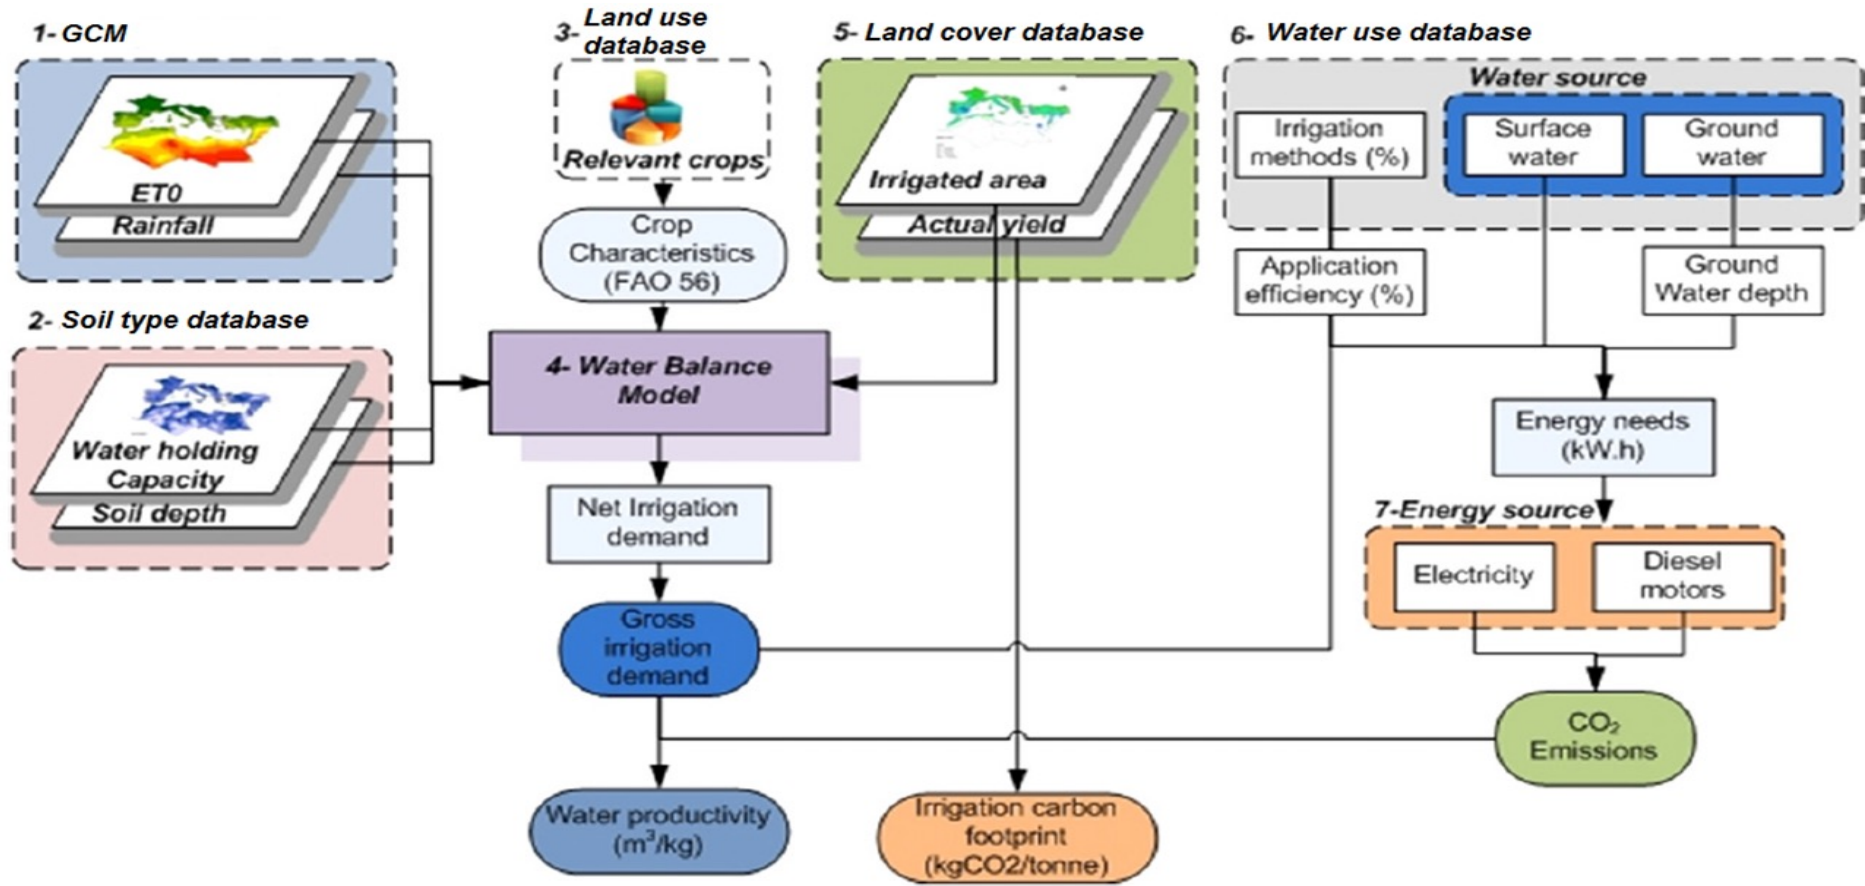 1- GCM
ET0
Rainfall
2- Soil type database
Water holding
Capacity
Soil depth
3- Land use
database
Relevant crops
Crop
Characteristics
(FAO 56)
4- Water Balance
Model
Net Irrigation
demand
Gross
irrigation
demand
Water productivity
(m³/kg)
5- Land cover database
Irrigated area
Actual yield
Irrigation carbon
footprint
(kgCO2/tonne)
6- Water use database
Water source
Irrigation
methods (%)
Surface
water
Ground
water
Application
efficiency (%)
Ground
Water depth
Energy needs
(kW.h)
7-Energy source
Electricity
Diesel
motors
CO₂
Emissions